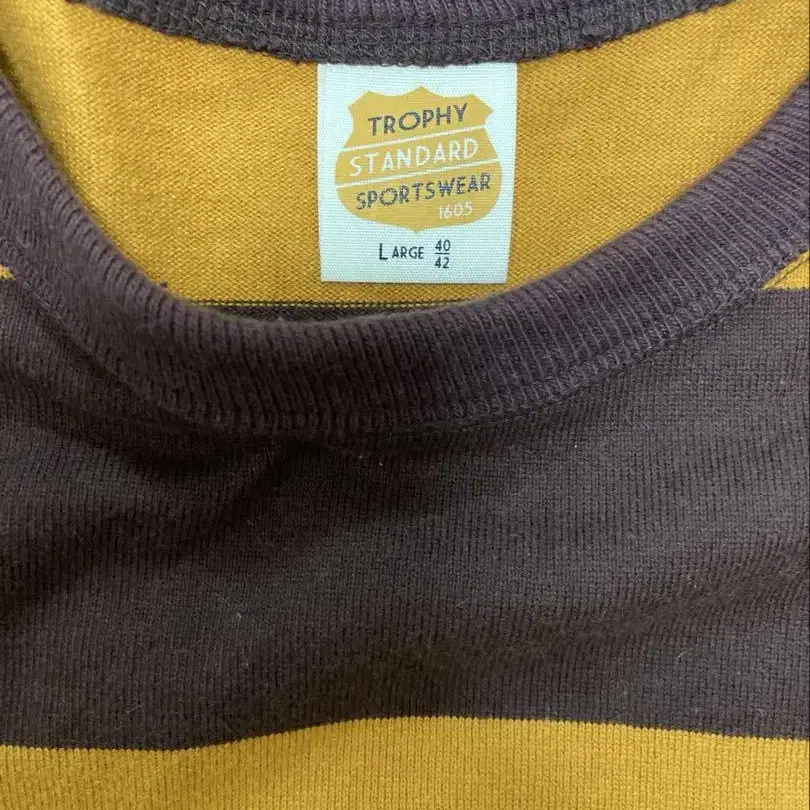 TROPHY
STANDARD
SPORTSWEAR
1605
LARGE 40/42